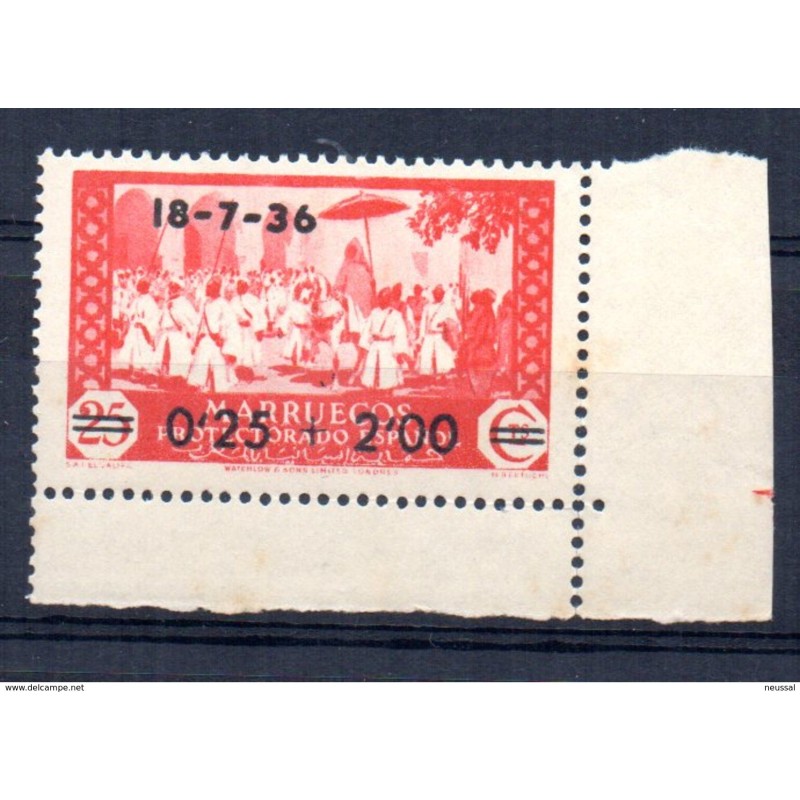 18-7-36
25 Cts
MARRUECOS
PROTECTORADO ESPAÑOL
0'25 + 2'00
WATERLOW & SONS LIMITED LONDRES
www.delcampe.net
neussal